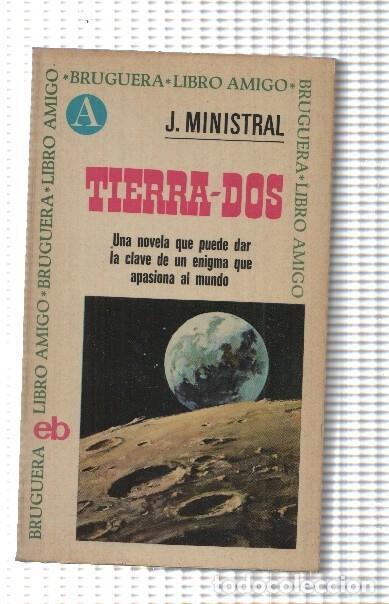 *BRUGUERA*LIBRO AMIGO*
BRUGUERA*LIBRO AMIGO
BRUGUERA LIBRO AMIGO*BRUGUERA*LIBRO AMIGO
A
J. MINISTRAL
TIERRA-DOS
Una novela que puede dar
la clave de un enigma que
apasiona al mundo
eb
todocoleccion